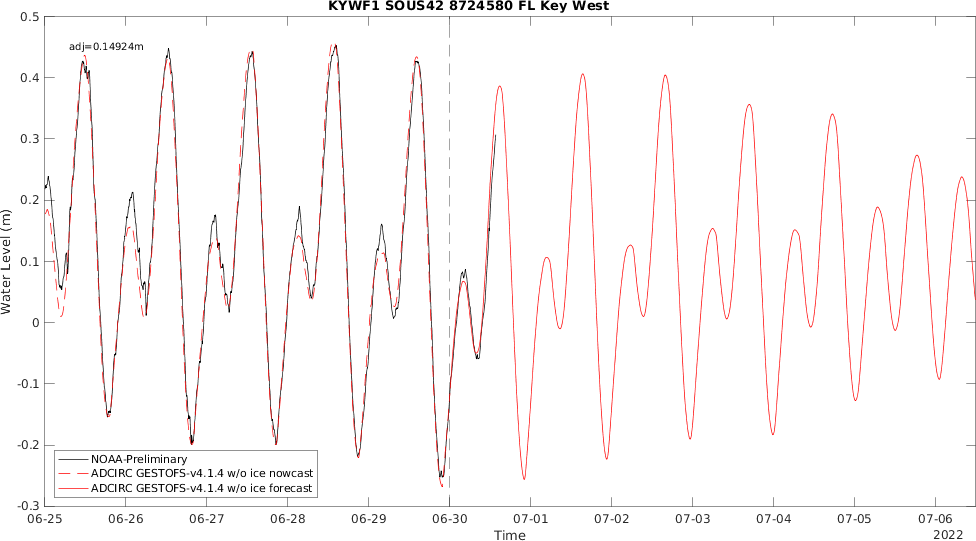 KYWF1 SOUS42 8724580 FL Key West
adj=0.14924m
Water Level (m)
0.5
0.4
0.3
0.2
0.1
0
-0.1
-0.2
-0.3
NOAA-Preliminary
ADCIRC GESTOFS-v4.1.4 w/o ice nowcast
ADCIRC GESTOFS-v4.1.4 w/o ice forecast
06-25 06-26 06-27 06-28 06-29 06-30 07-01 07-02 07-03 07-04 07-05 07-06
Time
2022